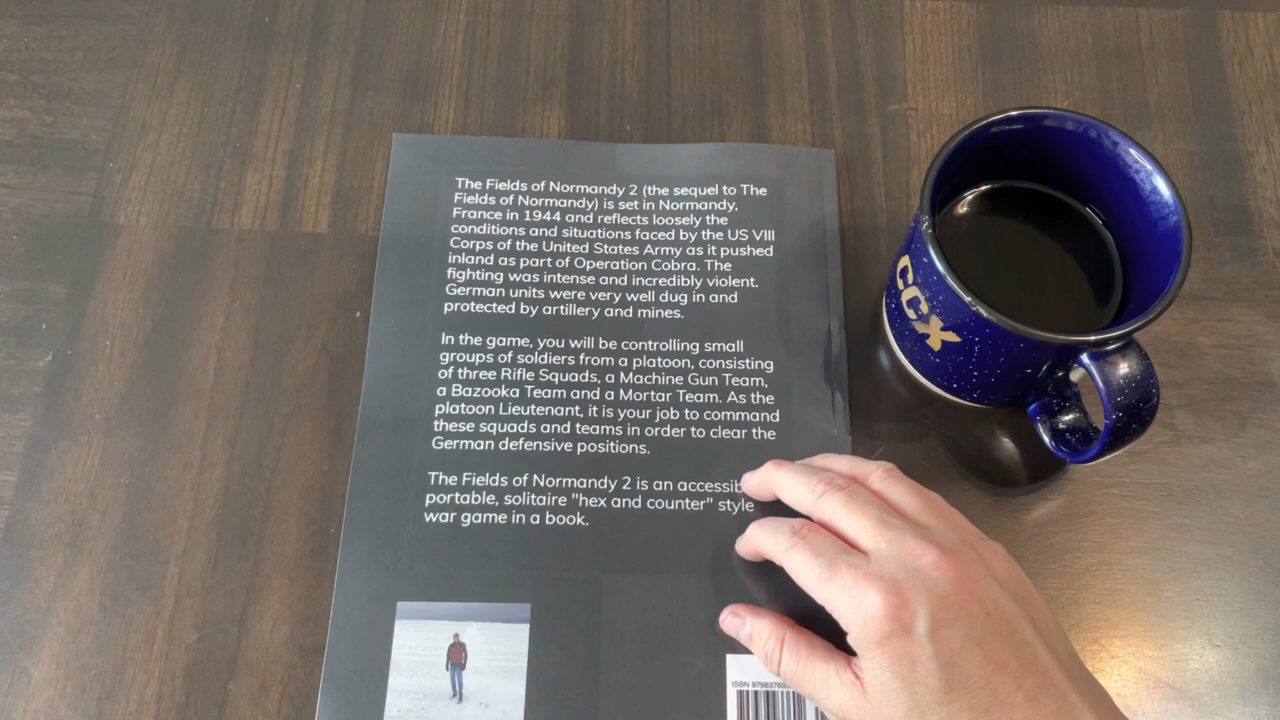 The Fields of Normandy 2 (the sequel to The
Fields of Normandy) is set in Normandy,
France in 1944 and reflects loosely the
conditions and situations faced by the US VIII
Corps of the United States Army as it pushed
inland as part of Operation Cobra. The
fighting was intense and incredibly violent.
German units were very well dug in and
protected by artillery and mines.
In the game, you will be controlling small
groups of soldiers from a platoon, consisting
of three Rifle Squads, a Machine Gun Team,
a Bazooka Team and a Mortar Team. As the
platoon Lieutenant, it is your job to command
these squads and teams in order to clear the
German defensive positions.
The Fields of Normandy 2 is an
portable, solitaire "hex and counter" style
war game in a book.
CCX
ISBN